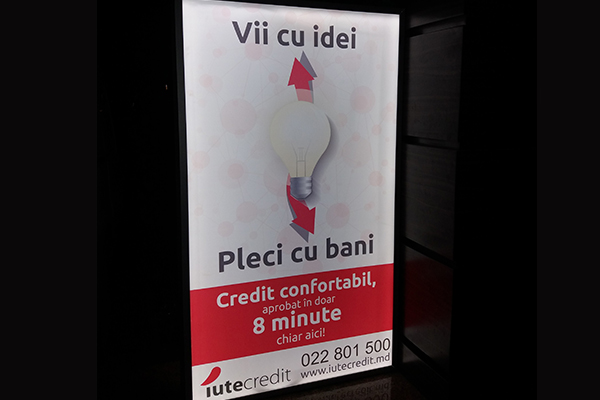 Vii cu idei
Pleci cu bani
Credit confortabil,
aprobat în doar
8 minute
chiar aici!
iutecredit
022 801 500
www.iutecredit.md